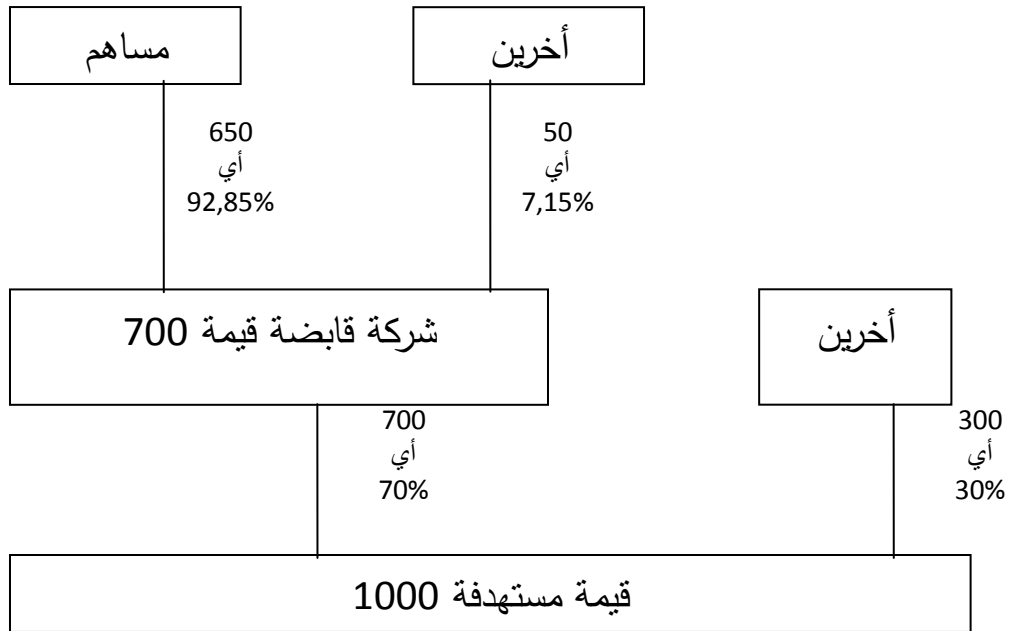 مساهم
أخرين
650
أي
92,85%
50
أي
7,15%
شركة قابضة قيمة 700
أخرين
700
أي
70%
300
أي
30%
قيمة مستهدفة 1000